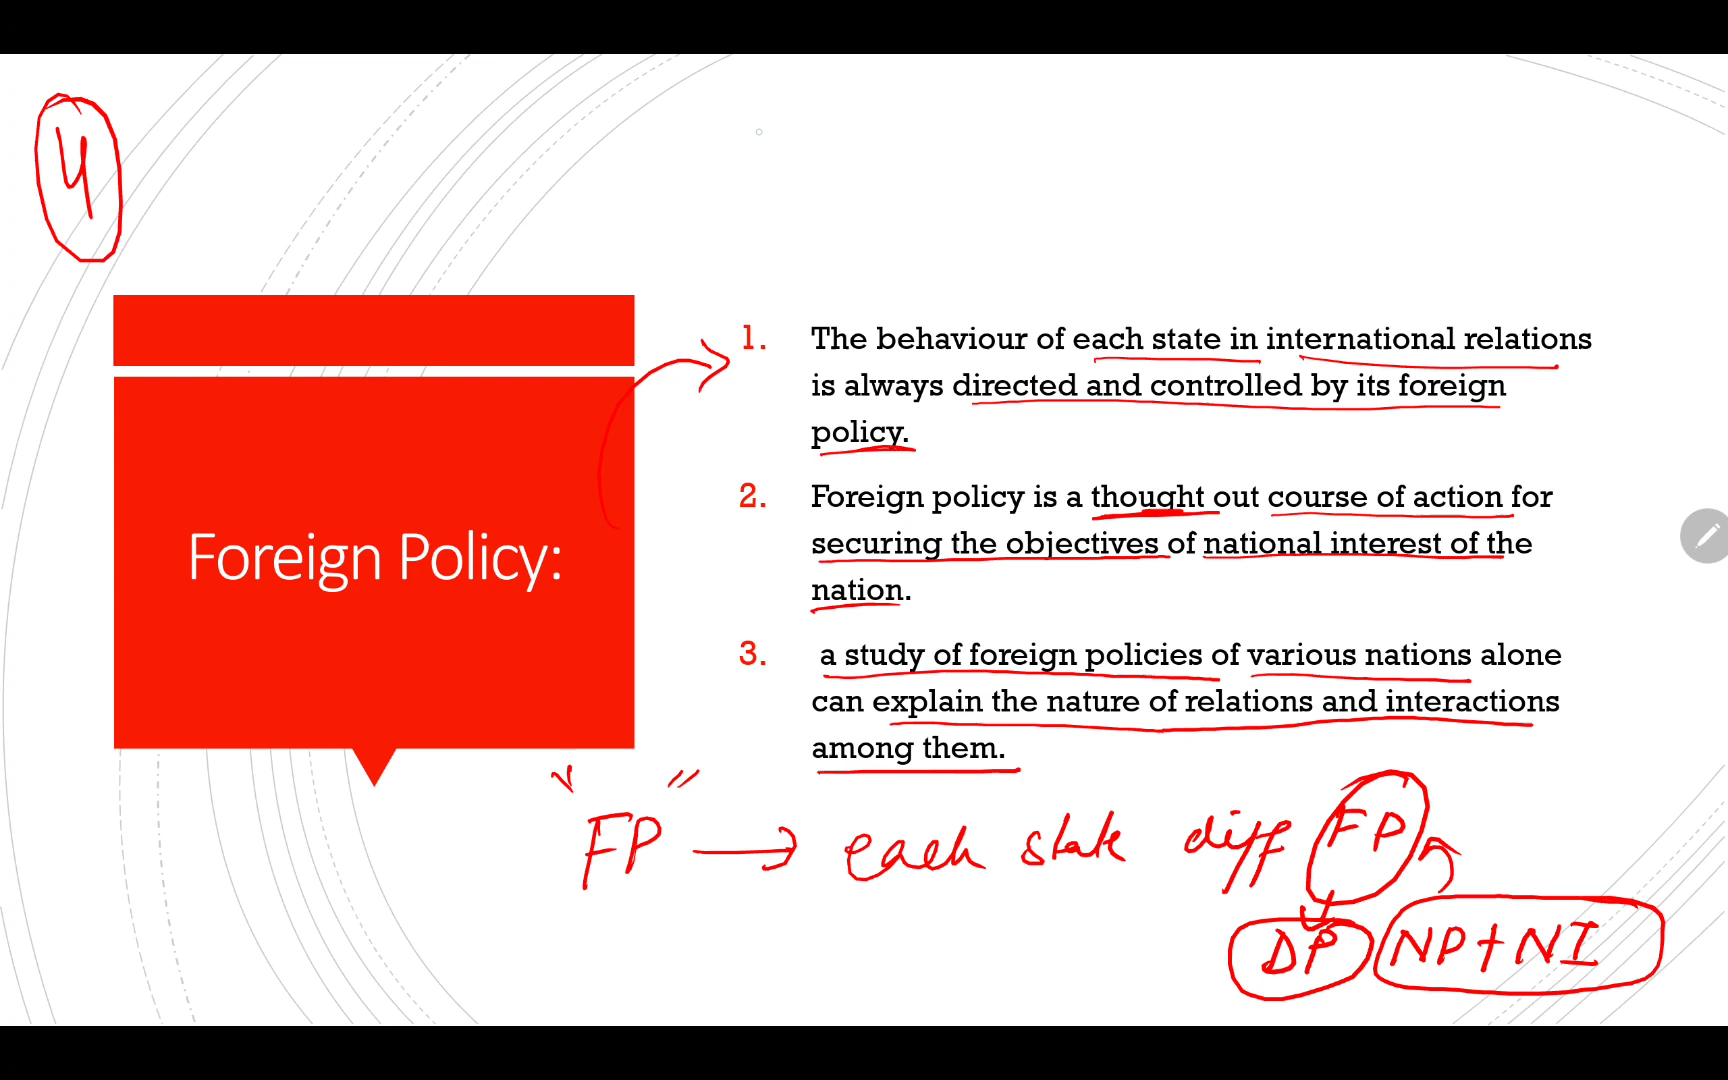 4
Foreign Policy:
1. The behaviour of each state in international relations
is always directed and controlled by its foreign
policy.
2. Foreign policy is a thought out course of action for
securing the objectives of national interest of the
nation.
3. a study of foreign policies of various nations alone
can explain the nature of relations and interactions
among them.
"FP" → each state diff FP
DP NP+NI